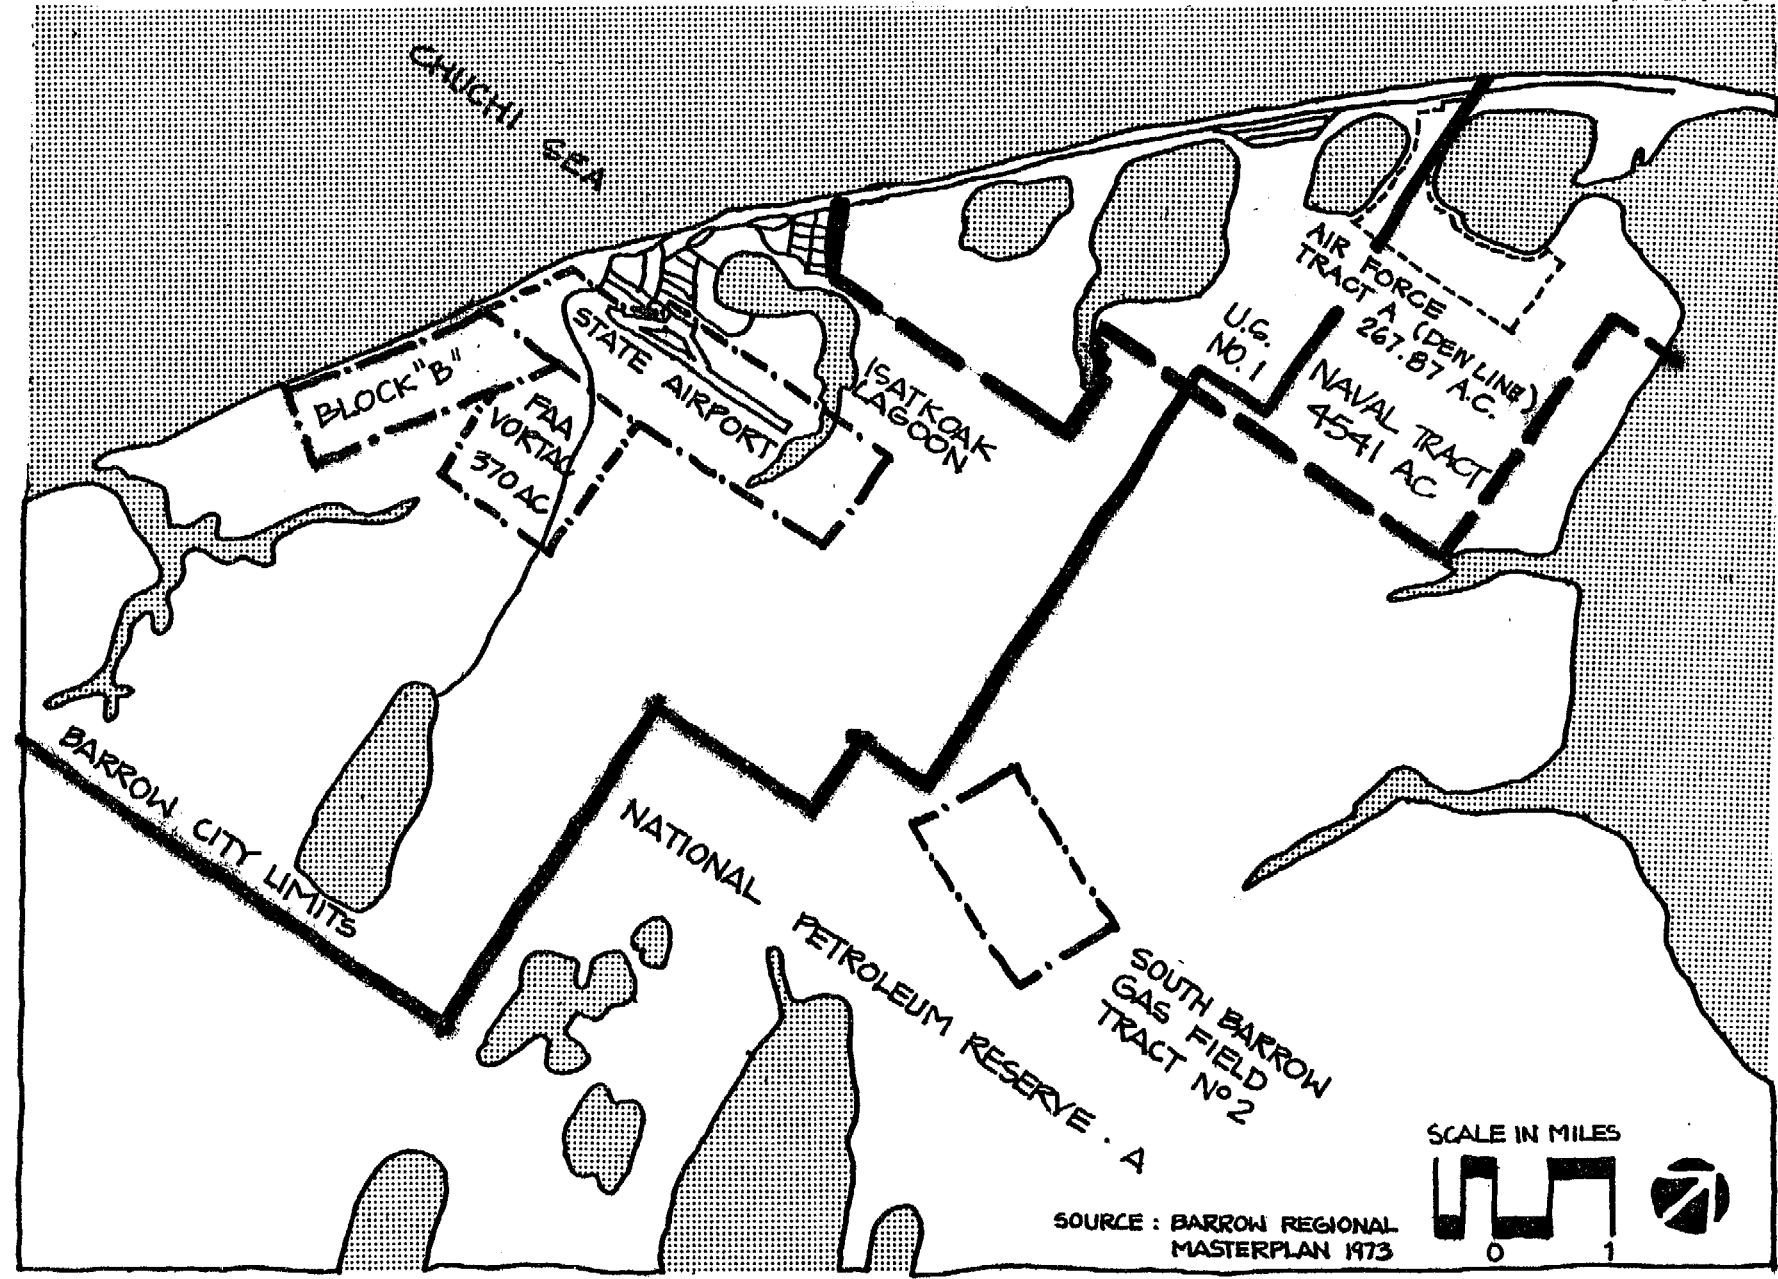 CHUCHI
SEA
BLOCK "B"
FAA
VORTAC
370 AC
STATE AIRPORT
ISATKOAK
LAGOON
U.G.
NO. 1
AIR FORCE
TRACT A (DEN LINE)
267.87 A.C.
NAVAL TRACT
4541 AC
BARROW CITY LIMITS
NATIONAL PETROLEUM RESERVE . A
SOUTH BARROW
GAS FIELD
TRACT Nº 2
SCALE IN MILES
0 1
SOURCE : BARROW REGIONAL
MASTERPLAN 1973